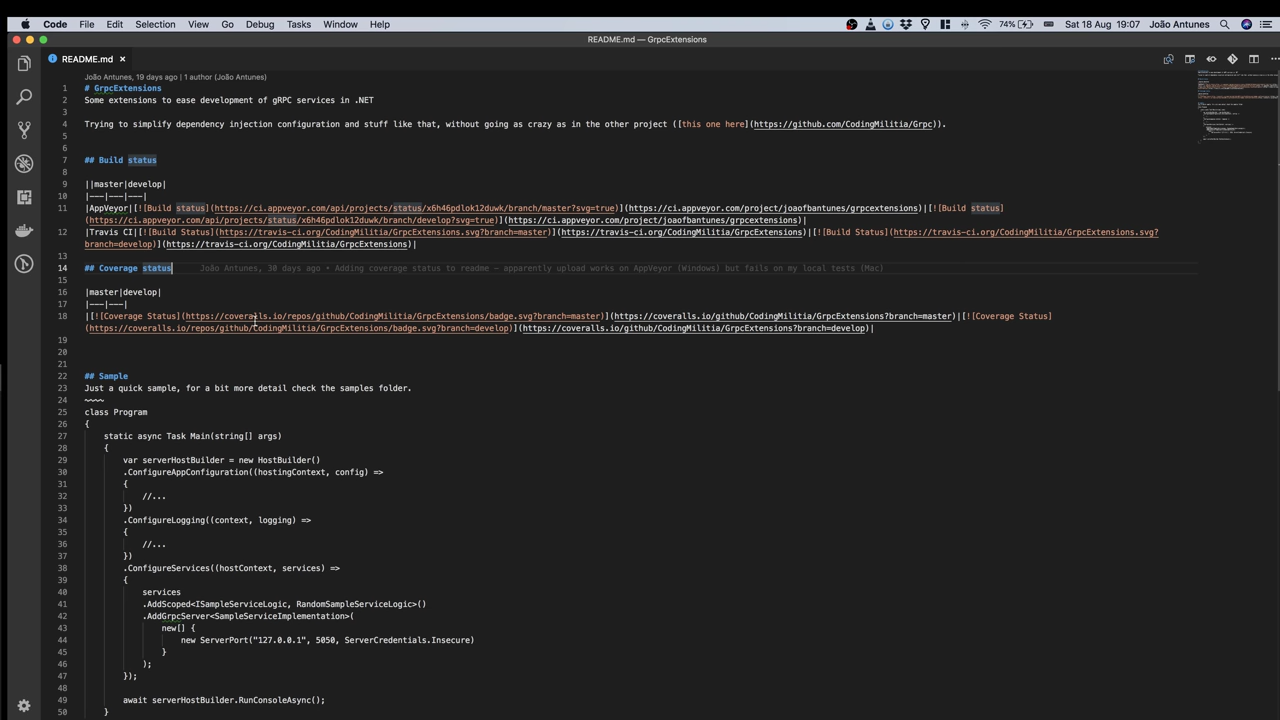 Code File Edit Selection View Go Debug Tasks Window Help 74% Sat 18 Aug 19:07 João Antunes
README.md — GrpcExtensions
README.md
João Antunes, 19 days ago | 1 author (João Antunes)
1 # GrpcExtensions
2 Some extensions to ease development of gRPC services in .NET
3
4 Trying to simplify dependency injection configuration and stuff like that, without going as crazy as in the other project ([this one here](https://github.com/CodingMilitia/Grpc)).
5
6
7 ## Build status
8
9 ||master|develop|
10 |---|---|---|
11 |AppVeyor|[![Build status](https://ci.appveyor.com/api/projects/status/x6h46pdlok12duwk/branch/master?svg=true)](https://ci.appveyor.com/project/joaofbantunes/grpcextensions)|[![Build status]
(https://ci.appveyor.com/api/projects/status/x6h46pdlok12duwk/branch/develop?svg=true)](https://ci.appveyor.com/project/joaofbantunes/grpcextensions)|
12 |Travis CI|[![Build Status](https://travis-ci.org/CodingMilitia/GrpcExtensions.svg?branch=master)](https://travis-ci.org/CodingMilitia/GrpcExtensions)|[![Build Status](https://travis-ci.org/CodingMilitia/GrpcExtensions.svg?
branch=develop)](https://travis-ci.org/CodingMilitia/GrpcExtensions)|
13
14 ## Coverage status João Antunes, 30 days ago • Adding coverage status to readme – apparently upload works on AppVeyor (Windows) but fails on my local tests (Mac)
15
16 |master|develop|
17 |---|---|
18 |[![Coverage Status](https://coveralls.io/repos/github/CodingMilitia/GrpcExtensions/badge.svg?branch=master)](https://coveralls.io/github/CodingMilitia/GrpcExtensions?branch=master)|[![Coverage Status]
(https://coveralls.io/repos/github/CodingMilitia/GrpcExtensions/badge.svg?branch=develop)](https://coveralls.io/github/CodingMilitia/GrpcExtensions?branch=develop)|
19
20
21
22 ## Sample
23 Just a quick sample, for a bit more detail check the samples folder.
24 ~~~~
25 class Program
26 {
27 static async Task Main(string[] args)
28 {
29 var serverHostBuilder = new HostBuilder()
30 .ConfigureAppConfiguration((hostingContext, config) =>
31 {
32 //...
33 })
34 .ConfigureLogging((context, logging) =>
35 {
36 //...
37 })
38 .ConfigureServices((hostContext, services) =>
39 {
40 services
41 .AddScoped<ISampleServiceLogic, RandomSampleServiceLogic>()
42 .AddGrpcServer<SampleServiceImplementation>(
43 new[] {
44 new ServerPort("127.0.0.1", 5050, ServerCredentials.Insecure)
45 }
46 );
47 });
48
49 await serverHostBuilder.RunConsoleAsync();
50 }